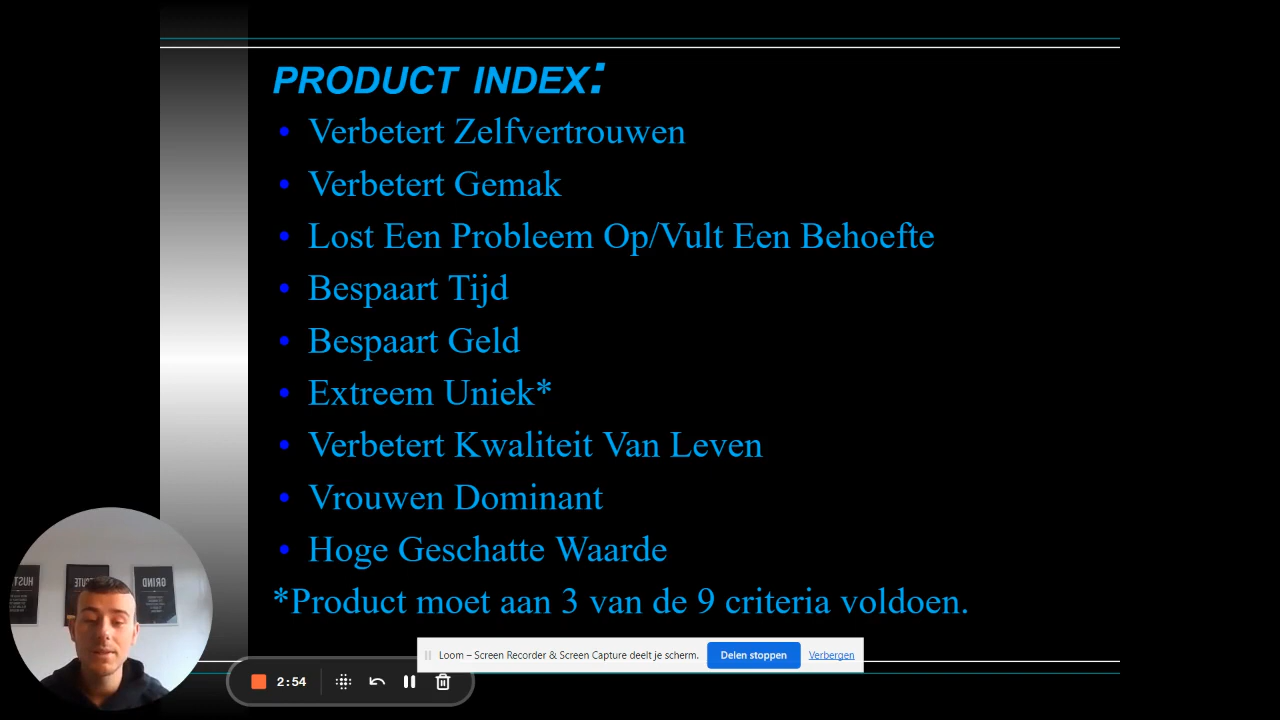 PRODUCT INDEX:
• Verbetert Zelfvertrouwen
• Verbetert Gemak
• Lost Een Probleem Op/Vult Een Behoefte
• Bespaart Tijd
• Bespaart Geld
• Extreem Uniek*
• Verbetert Kwaliteit Van Leven
• Vrouwen Dominant
• Hoge Geschatte Waarde
*Product moet aan 3 van de 9 criteria voldoen.
HUST
GRIND
Loom – Screen Recorder & Screen Capture deelt je scherm. Delen stoppen Verbergen
2:54